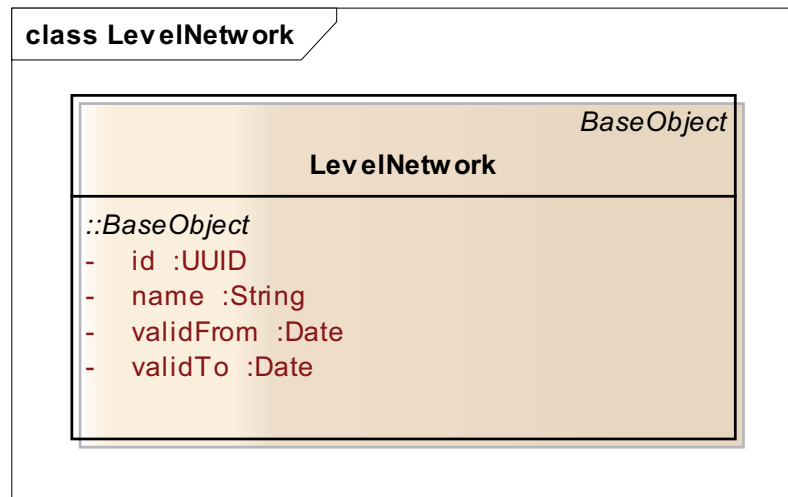 class LevelNetwork
BaseObject
LevelNetwork
::BaseObject
- id :UUID
- name :String
- validFrom :Date
- validTo :Date